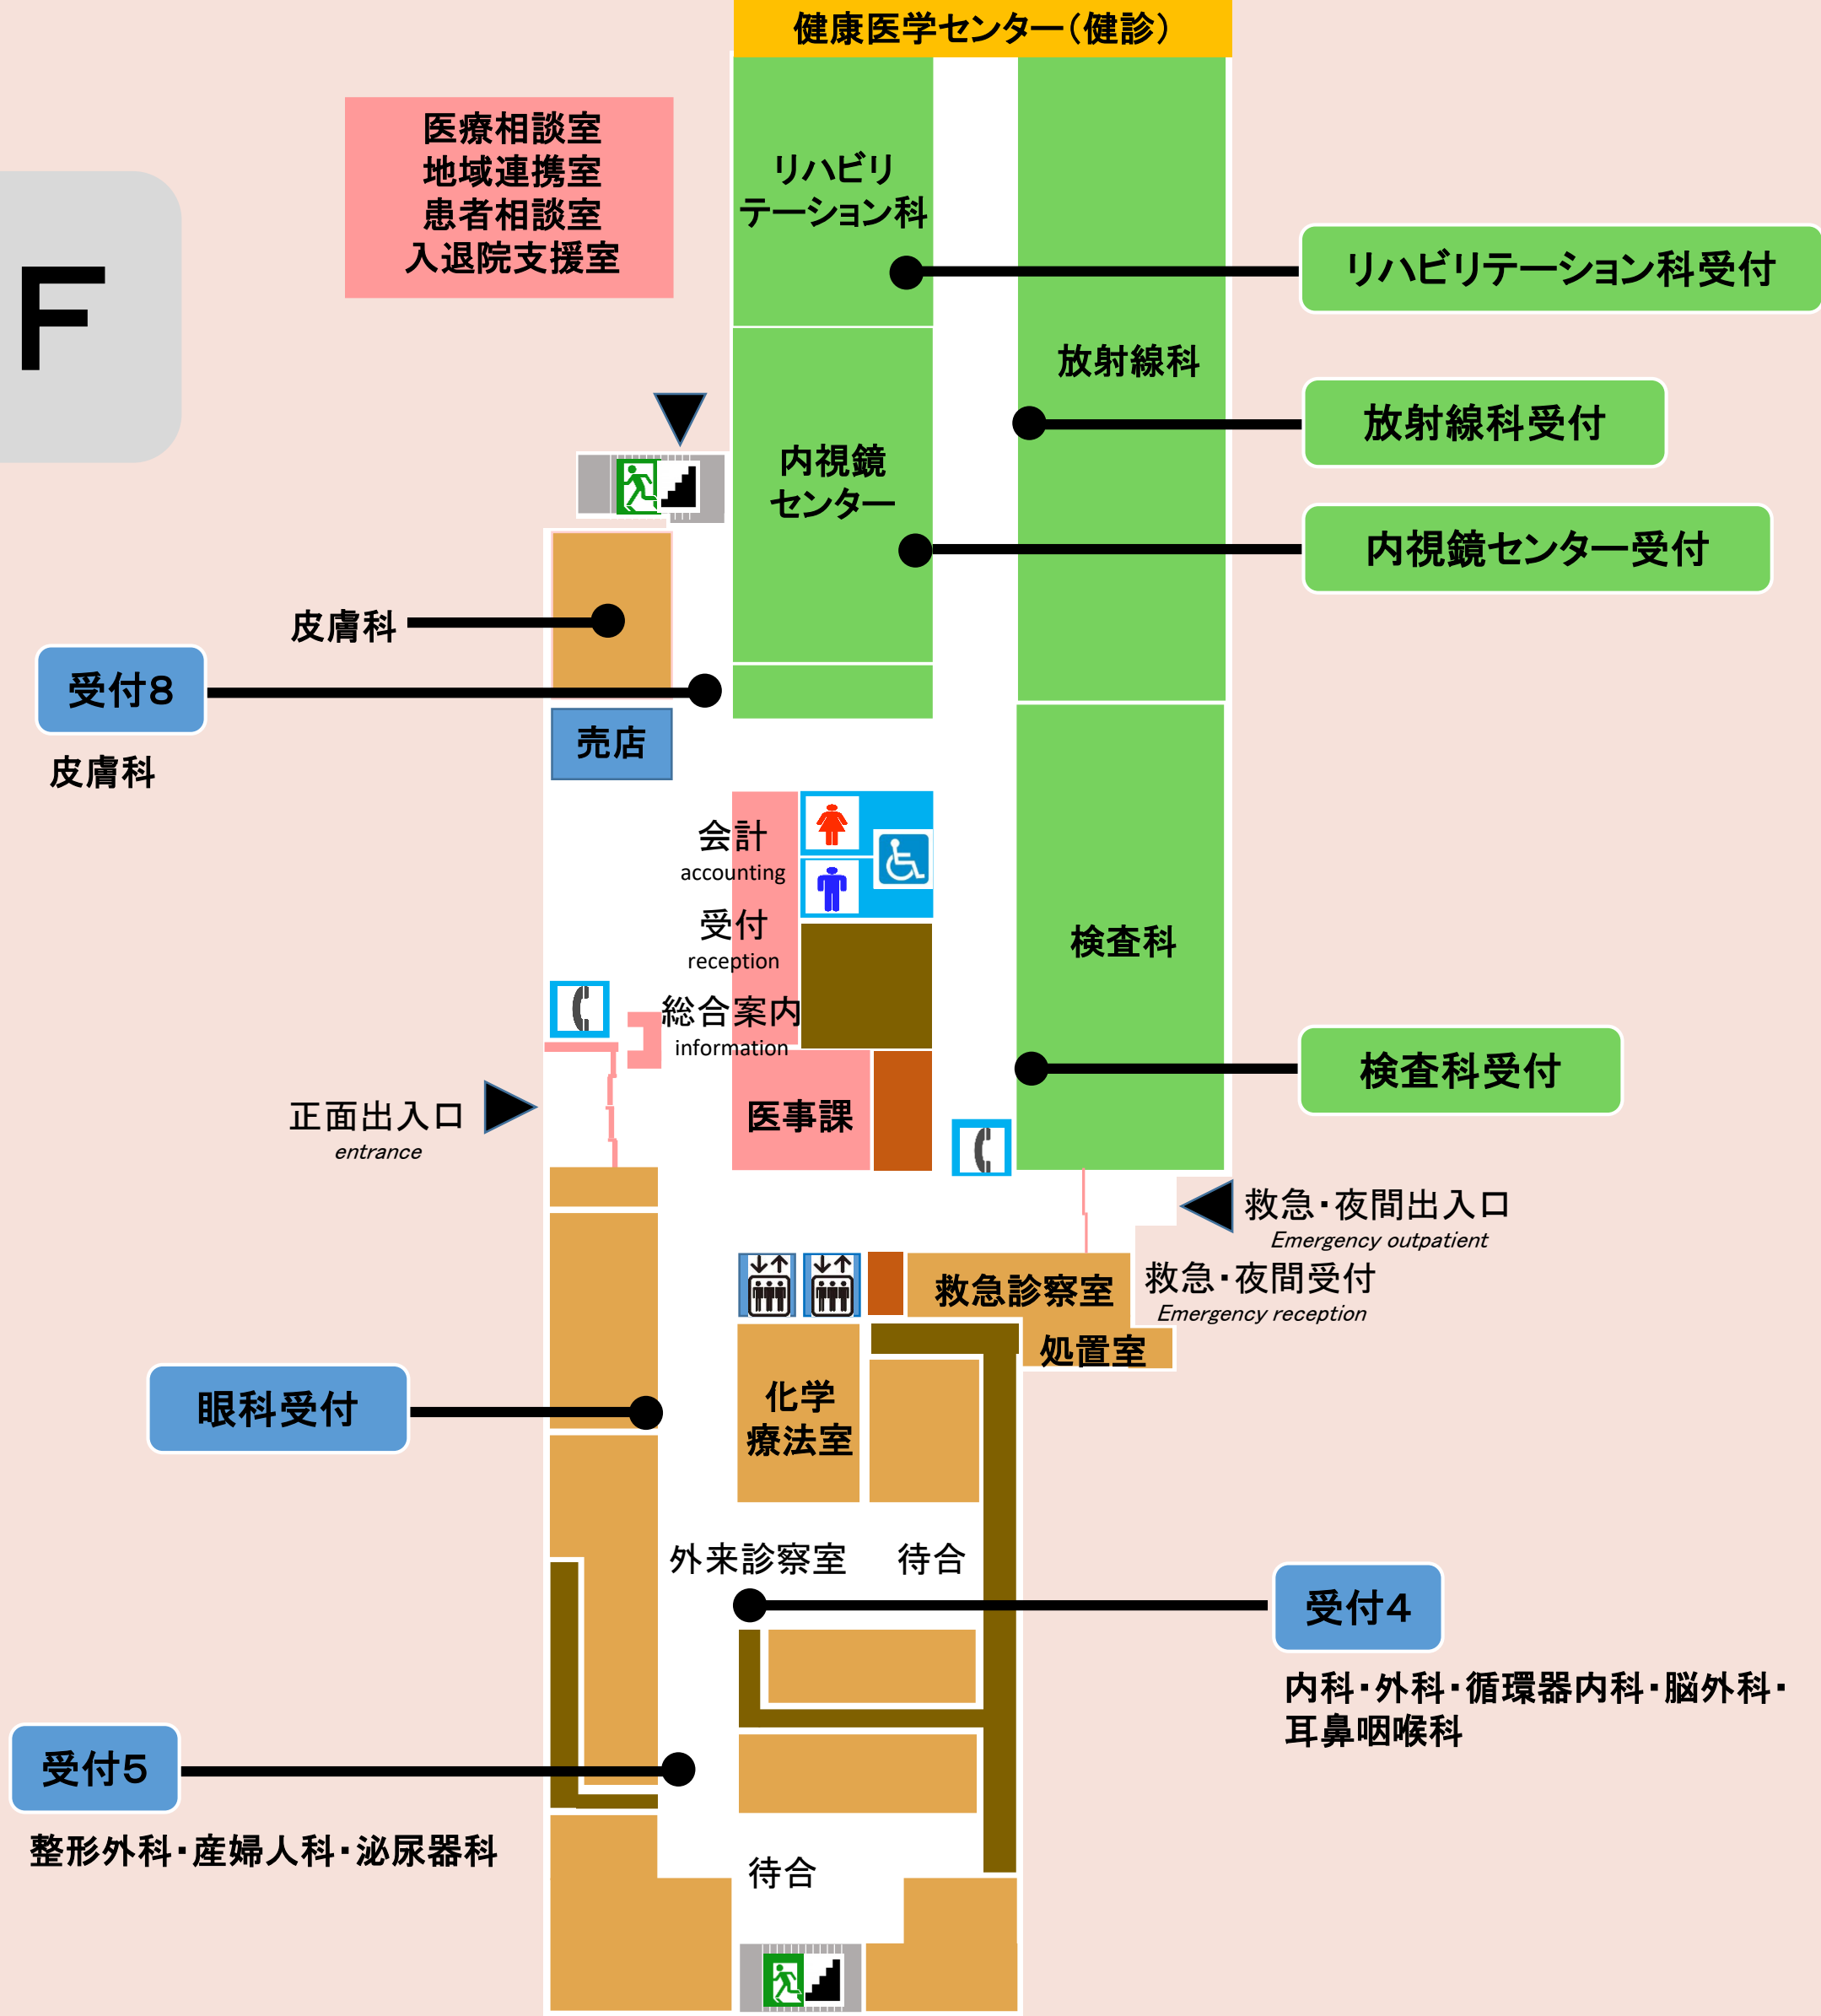 健康医学センター（健診）
医療相談室
地域連携室
患者相談室
入退院支援室
F
リハビリ
テーション科
リハビリテーション科受付
放射線科
放射線科受付
内視鏡
センター
内視鏡センター受付
皮膚科
受付８
皮膚科
売店
会計
accounting
受付
reception
総合案内
information
検査科
検査科受付
医事課
正面出入口
entrance
救急・夜間出入口
Emergency outpatient
救急・夜間受付
Emergency reception
救急診察室
処置室
化学
療法室
眼科受付
外来診察室
待合
受付４
内科・外科・循環器内科・脳外科・
耳鼻咽喉科
受付５
整形外科・産婦人科・泌尿器科
待合